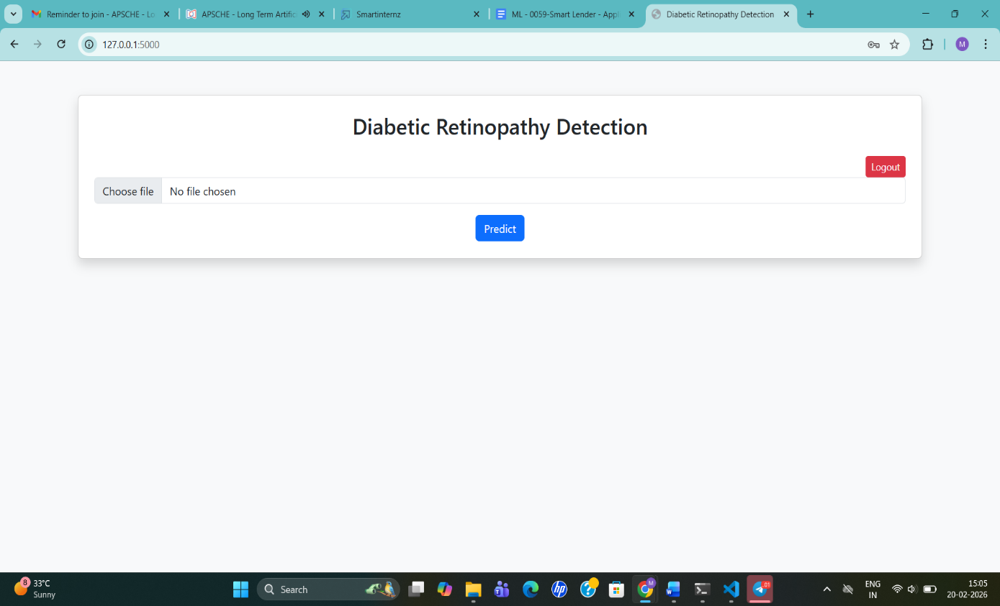 Reminder to join - APSCHE - Lo
APSCHE - Long Term Artific
Smartinternz
ML - 0059-Smart Lender - Appl
Diabetic Retinopathy Detection
127.0.0.1:5000
M
Diabetic Retinopathy Detection
Logout
Choose file No file chosen
Predict
8
33°C
Sunny
Search
M
01
ENG
IN
15:05
20-02-2026